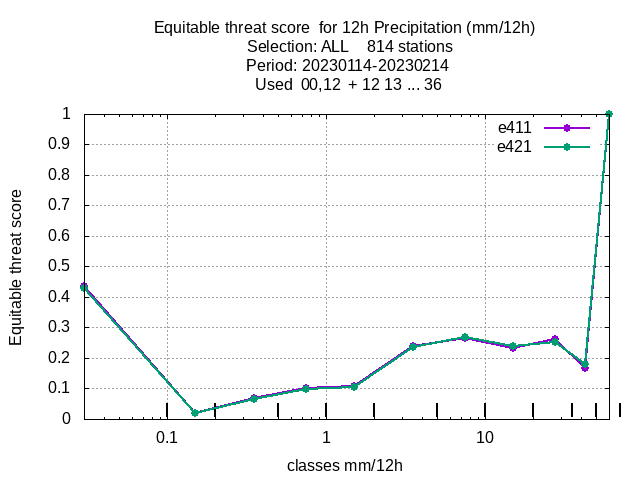 Equitable threat score  for 12h Precipitation (mm/12h)
Selection: ALL    814 stations
Period: 20230114-20230214
Used  00,12  + 12 13 ... 36
e411
e421
Equitable threat score
1
0.9
0.8
0.7
0.6
0.5
0.4
0.3
0.2
0.1
0
0.1
1
10
classes mm/12h